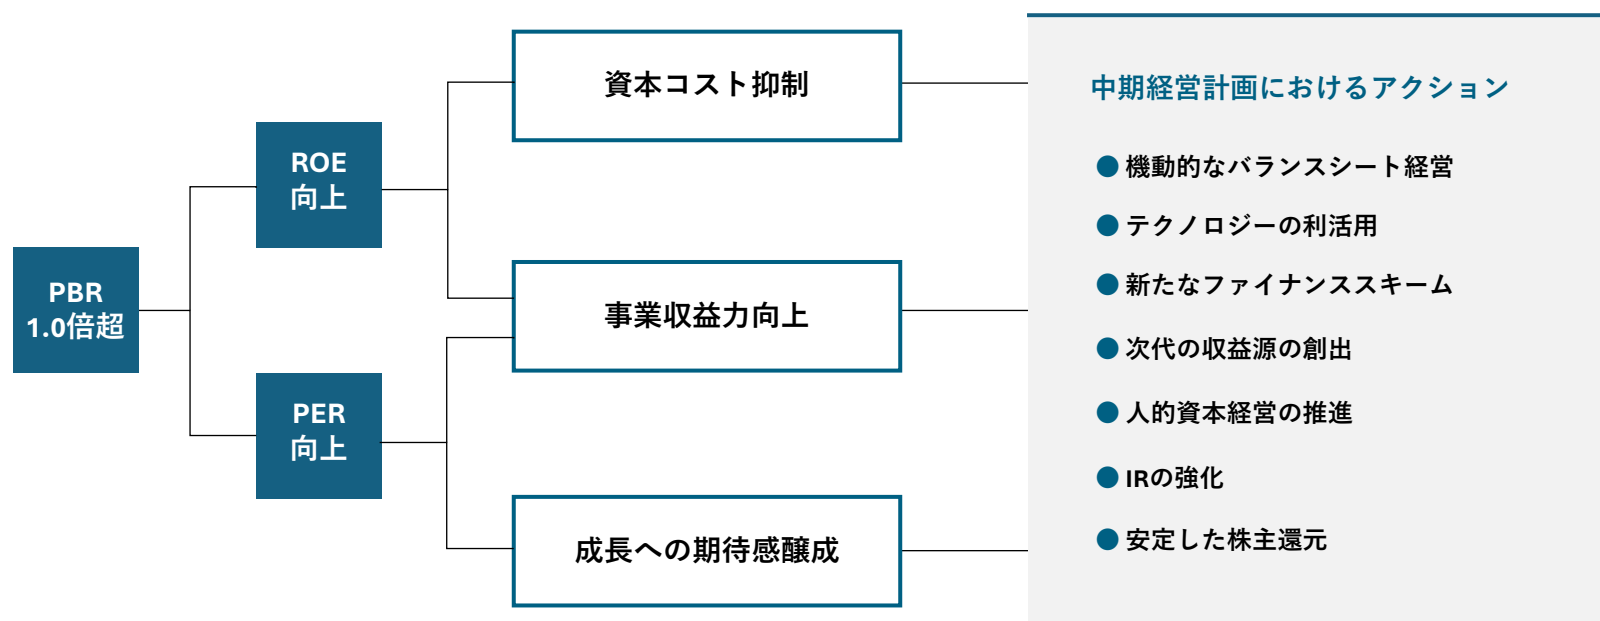 PBR
1.0倍超
ROE
向上
PER
向上
資本コスト抑制
事業収益力向上
成長への期待感醸成
中期経営計画におけるアクション
● 機動的なバランスシート経営
● テクノロジーの利活用
● 新たなファイナンススキーム
● 次代の収益源の創出
● 人的資本経営の推進
● IRの強化
● 安定した株主還元